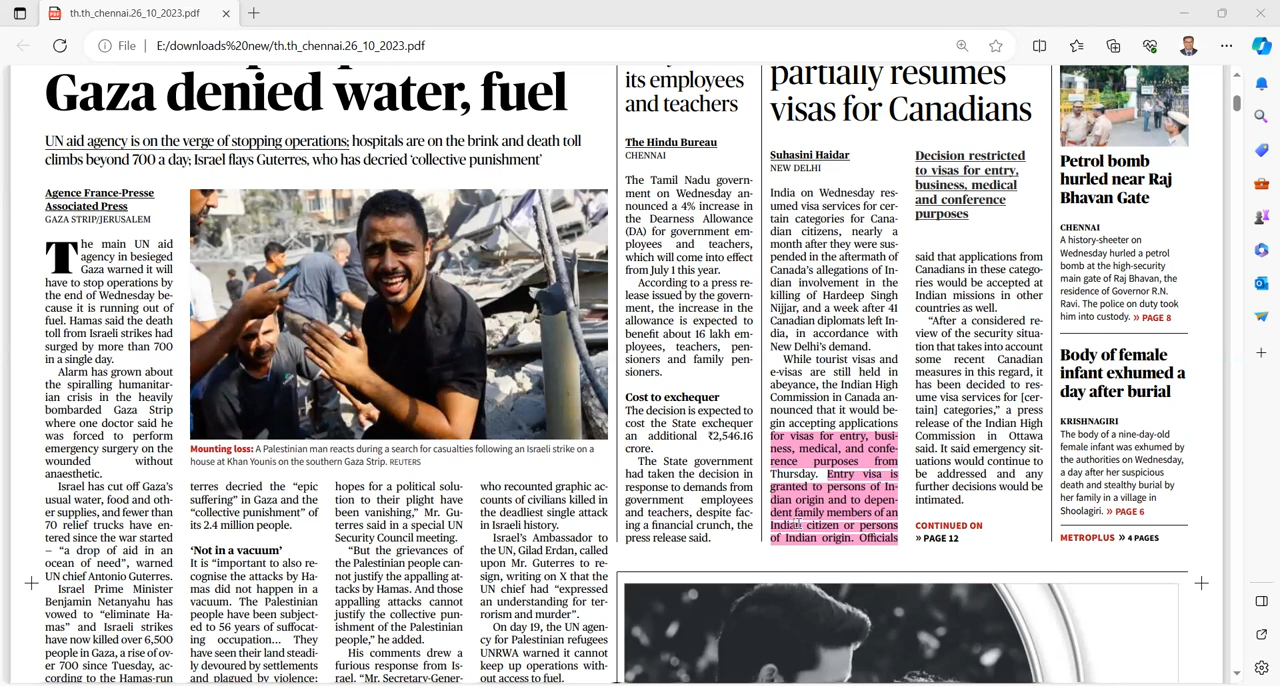 th.th_chennai.26_10_2023.pdf
File
E:/downloads%20new/th.th_chennai.26_10_2023.pdf
Gaza denied water, fuel
UN aid agency is on the verge of stopping operations; hospitals are on the brink and death toll
climbs beyond 700 a day; Israel flays Guterres, who has decried ‘collective punishment’
Agence France-Presse
Associated Press
GAZA STRIP/JERUSALEM
The main UN aid
agency in besieged
Gaza warned it will
have to stop operations by
the end of Wednesday be-
cause it is running out of
fuel. Hamas said the death
toll from Israeli strikes had
surged by more than 700
in a single day.
Alarm has grown about
the spiralling humanitar-
ian crisis in the heavily
bombarded Gaza Strip
where one doctor said he
was forced to perform
emergency surgery on the
wounded without
anaesthetic.
Israel has cut off Gaza's
usual water, food and oth-
er supplies, and fewer than
70 relief trucks have en-
tered since the war started
– “a drop of aid in an
ocean of need”, warned
UN chief Antonio Guterres.
Israel Prime Minister
Benjamin Netanyahu has
vowed to “eliminate Ha-
mas” and Israeli strikes
have now killed over 6,500
people in Gaza, a rise of ov-
er 700 since Tuesday, ac-
cording to the Hamas-run
Mounting loss: A Palestinian man reacts during a search for casualties following an Israeli strike on a
house at Khan Younis on the southern Gaza Strip. REUTERS
terres decried the “epic
suffering” in Gaza and the
“collective punishment” of
its 2.4 million people.
‘Not in a vacuum’
It is “important to also re-
cognise the attacks by Ha-
mas did not happen in a
vacuum. The Palestinian
people have been subject-
ed to 56 years of suffocat-
ing occupation... They
have seen their land steadi-
ly devoured by settlements
and plagued by violence;
hopes for a political solu-
tion to their plight have
been vanishing,” Mr. Gu-
terres said in a special UN
Security Council meeting.
“But the grievances of
the Palestinian people can-
not justify the appalling at-
tacks by Hamas. And those
appalling attacks cannot
justify the collective pun-
ishment of the Palestinian
people,” he added.
His comments drew a
furious response from Is-
rael. “Mr. Secretary-Gener-
who recounted graphic ac-
counts of civilians killed in
the deadliest single attack
in Israeli history.
Israel's Ambassador to
the UN, Gilad Erdan, called
upon Mr. Guterres to re-
sign, writing on X that the
UN chief had “expressed
an understanding for ter-
rorism and murder”.
On day 19, the UN agen-
cy for Palestinian refugees
UNRWA warned it cannot
keep up operations with-
out access to fuel.
its employees
and teachers
The Hindu Bureau
CHENNAI
The Tamil Nadu govern-
ment on Wednesday an-
nounced a 4% increase in
the Dearness Allowance
(DA) for government em-
ployees and teachers,
which will come into effect
from July 1 this year.
According to a press re-
lease issued by the govern-
ment, the increase in the
allowance is expected to
benefit about 16 lakh em-
ployees, teachers, pen-
sioners and family pen-
sioners.
Cost to exchequer
The decision is expected to
cost the State exchequer
an additional ₹2,546.16
crore.
The State government
had taken the decision in
response to demands from
government employees
and teachers, despite fac-
ing a financial crunch, the
press release said.
partially resumes
visas for Canadians
Suhasini Haidar
NEW DELHI
India on Wednesday res-
umed visa services for cer-
tain categories for Cana-
dian citizens, nearly a
month after they were sus-
pended in the aftermath of
Canada's allegations of In-
dian involvement in the
killing of Hardeep Singh
Nijjar, and a week after 41
Canadian diplomats left In-
dia, in accordance with
New Delhi's demand.
While tourist visas and
e-visas are still held in
abeyance, the Indian High
Commission in Canada an-
nounced that it would be-
gin accepting applications
for visas for entry, busi-
ness, medical, and confe-
rence purposes from
Thursday. Entry visa is
granted to persons of In-
dian origin and to depen-
dent family members of an
Indian citizen or persons
of Indian origin. Officials
Decision restricted
to visas for entry,
business, medical
and conference
purposes
said that applications from
Canadians in these catego-
ries would be accepted at
Indian missions in other
countries as well.
“After a considered re-
view of the security situa-
tion that takes into account
some recent Canadian
measures in this regard, it
has been decided to res-
ume visa services for [cer-
tain] categories,” a press
release of the Indian High
Commission in Ottawa
said. It said emergency sit-
uations would continue to
be addressed and any
further decisions would be
intimated.
CONTINUED ON
» PAGE 12
Petrol bomb
hurled near Raj
Bhavan Gate
CHENNAI
A history-sheeter on
Wednesday hurled a petrol
bomb at the high-security
main gate of Raj Bhavan, the
residence of Governor R.N.
Ravi. The police on duty took
him into custody. » PAGE 8
Body of female
infant exhumed a
day after burial
KRISHNAGIRI
The body of a nine-day-old
female infant was exhumed by
the authorities on Wednesday,
a day after her suspicious
death and stealthy burial by
her family in a village in
Shoolagiri. » PAGE 6
METROPLUS » 4 PAGES